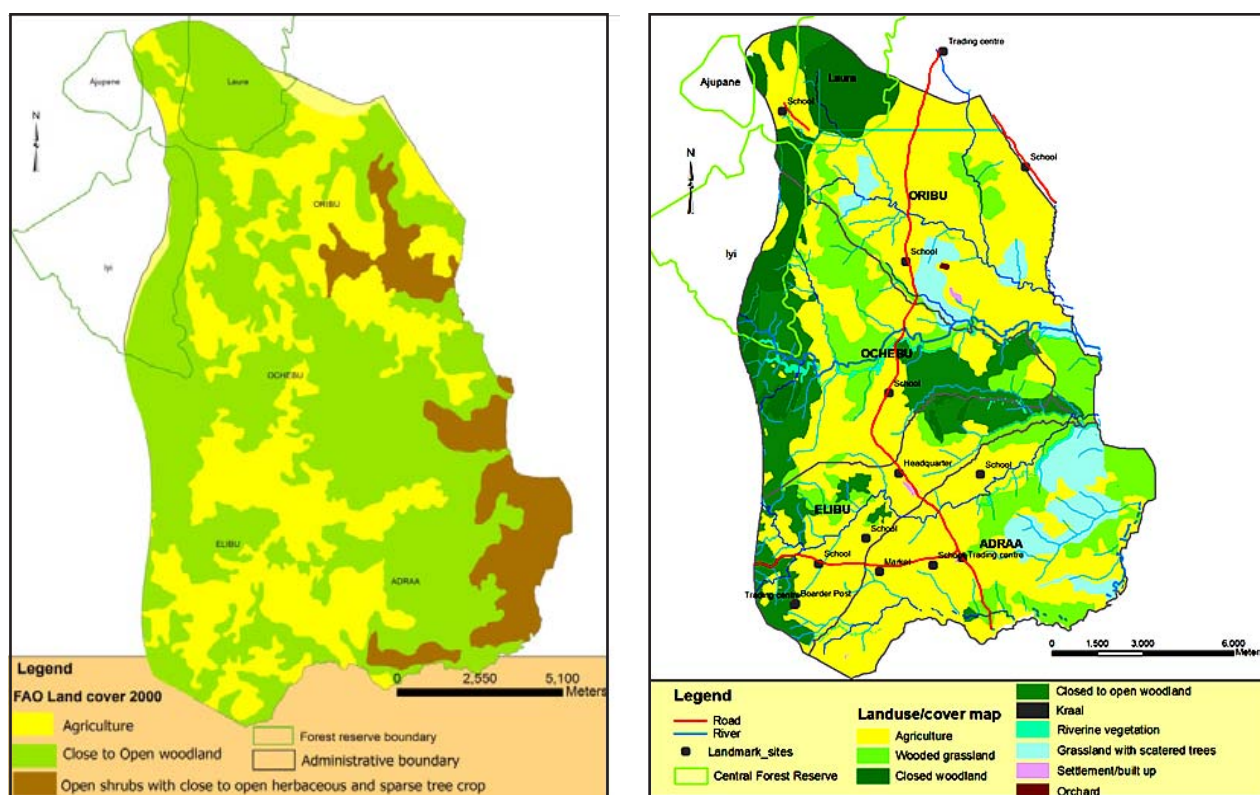 Ajupane
Laura
N
ORIBU
Iyi
OCHEBU
ELIBU
ADRAA
Legend
FAO Land cover 2000
0 2,550 5,100
Meters
Agriculture
Close to Open woodland
Open shrubs with close to open herbaceous and sparse tree crop
Forest reserve boundary
Administrative boundary
Trading centre
Ajupane
Laura
School
N
School
ORIBU
Iyi
School
OCHEBU
School
Headquarter
School
ELIBU
School
ADRAA
School
School
Trading centre
Market
Trading centre
Boarder Post
0 1,500 3,000 6,000
Meters
Legend
Road
River
Landmark_sites
Central Forest Reserve
Landuse/cover map
Agriculture
Wooded grassland
Closed woodland
Closed to open woodland
Kraal
Riverine vegetation
Grassland with scatered trees
Settlement/built up
Orchard